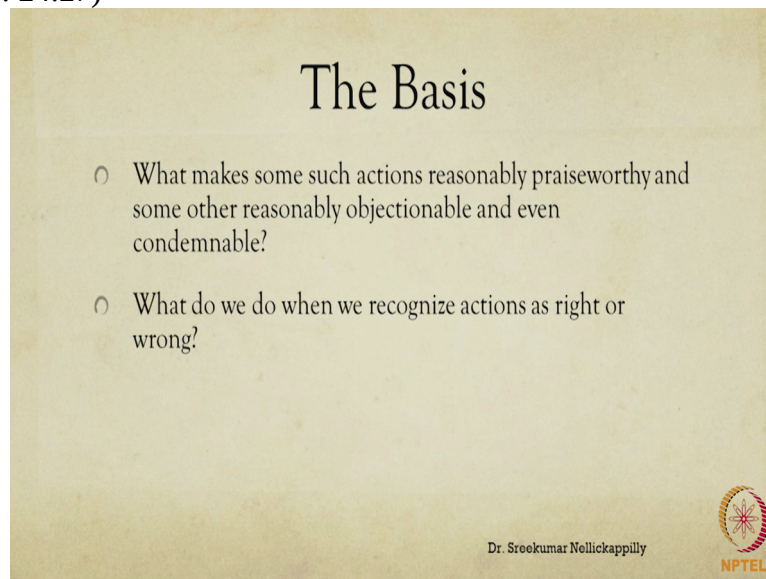 The Basis
What makes some such actions reasonably praiseworthy and
some other reasonably objectionable and even
condemnable?
What do we do when we recognize actions as right or
wrong?
Dr. Sreekumar Nellickappilly
NPTEL